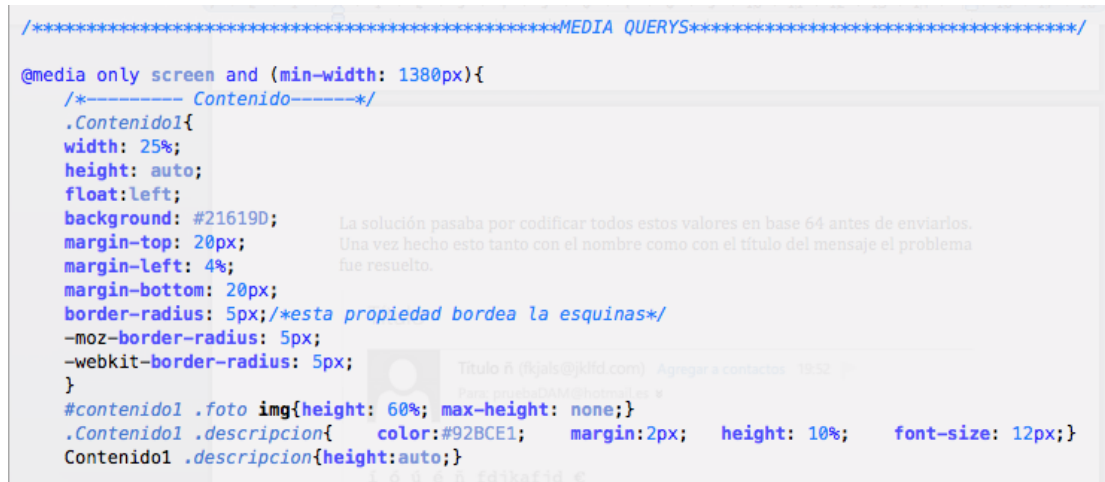 /*************************************************MEDIA QUERYS************************************/
@media only screen and (min-width: 1380px){
/*--------- Contenido------*/
.Contenido1{
width: 25%;
height: auto;
float:left;
background: #21619D;
La solución pasaba por codificar todos estos valores en base 64 antes de enviarlos.
margin-top: 20px;
Una vez hecho esto tanto con el nombre como con el título del mensaje el problema
margin-left: 4%;
fue resuelto.
margin-bottom: 20px;
border-radius: 5px;/*esta propiedad bordea la esquinas*/
-moz-border-radius: 5px;
-webkit-border-radius: 5px;
Titulo ñ (fkjals@jklfd.com) Agregar a contactos 19:52
}
Para: pruebaDAM@hotmail.es
#contenido1 .foto img{height: 60%; max-height: none;}
.Contenido1 .descripcion{ color:#92BCE1; margin:2px; height: 10%; font-size: 12px;}
Contenido1 .descripcion{height:auto;}
í ó ú é ñ fdjkafjd €